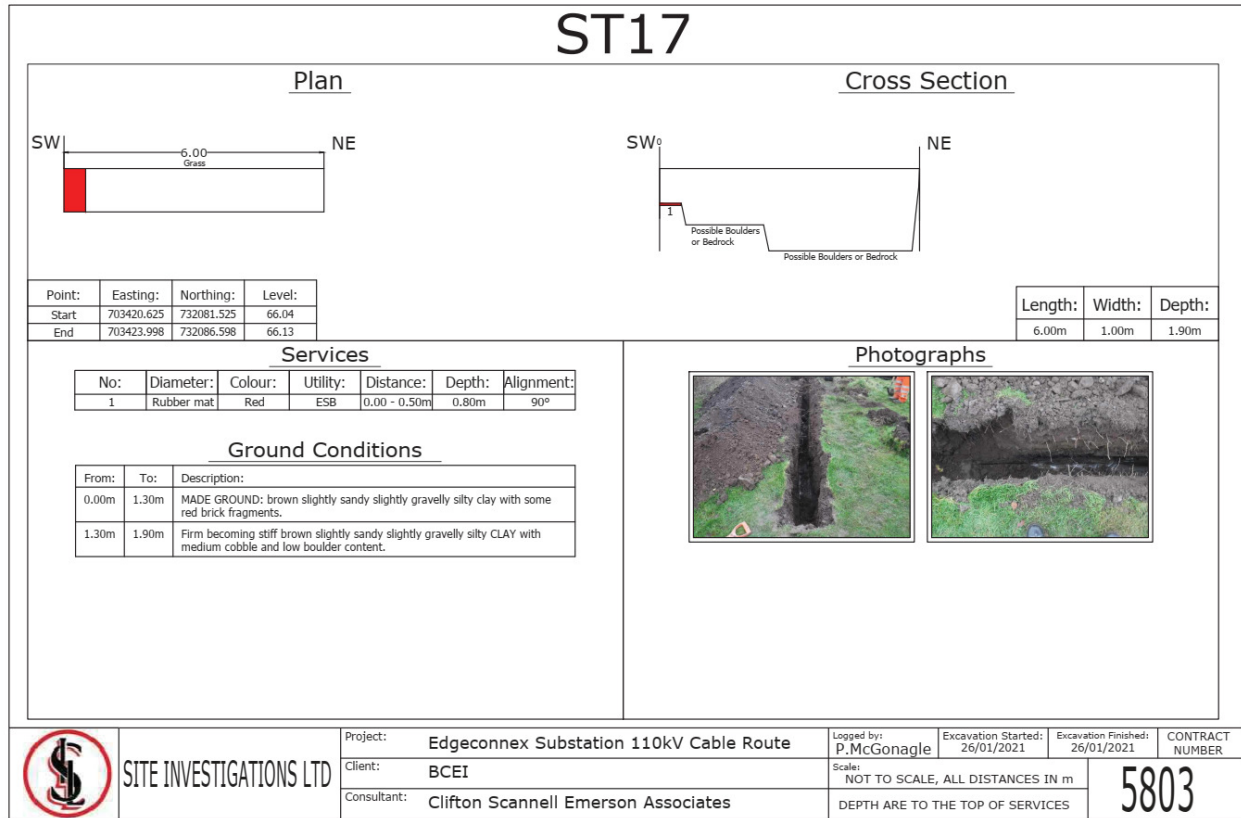 ST17
Plan
SW
NE
6.00
Grass
Cross Section
SW 0
NE
1
Possible Boulders
or Bedrock
Possible Boulders or Bedrock
Point: Easting: Northing: Level:
Start 703420.625 732081.525 66.04
End 703423.998 732086.598 66.13
Length: Width: Depth:
6.00m 1.00m 1.90m
Services
No: Diameter: Colour: Utility: Distance: Depth: Alignment:
1 Rubber mat Red ESB 0.00 - 0.50m 0.80m 90°
Ground Conditions
From: To: Description:
0.00m 1.30m MADE GROUND: brown slightly sandy slightly gravelly silty clay with some
red brick fragments.
1.30m 1.90m Firm becoming stiff brown slightly sandy slightly gravelly silty CLAY with
medium cobble and low boulder content.
Photographs
SITE INVESTIGATIONS LTD
Project: Edgeconnex Substation 110kV Cable Route
Client: BCEI
Consultant: Clifton Scannell Emerson Associates
Logged by:
P.McGonagle
Excavation Started:
26/01/2021
Excavation Finished:
26/01/2021
CONTRACT
NUMBER
5803
Scale:
NOT TO SCALE, ALL DISTANCES IN m
DEPTH ARE TO THE TOP OF SERVICES